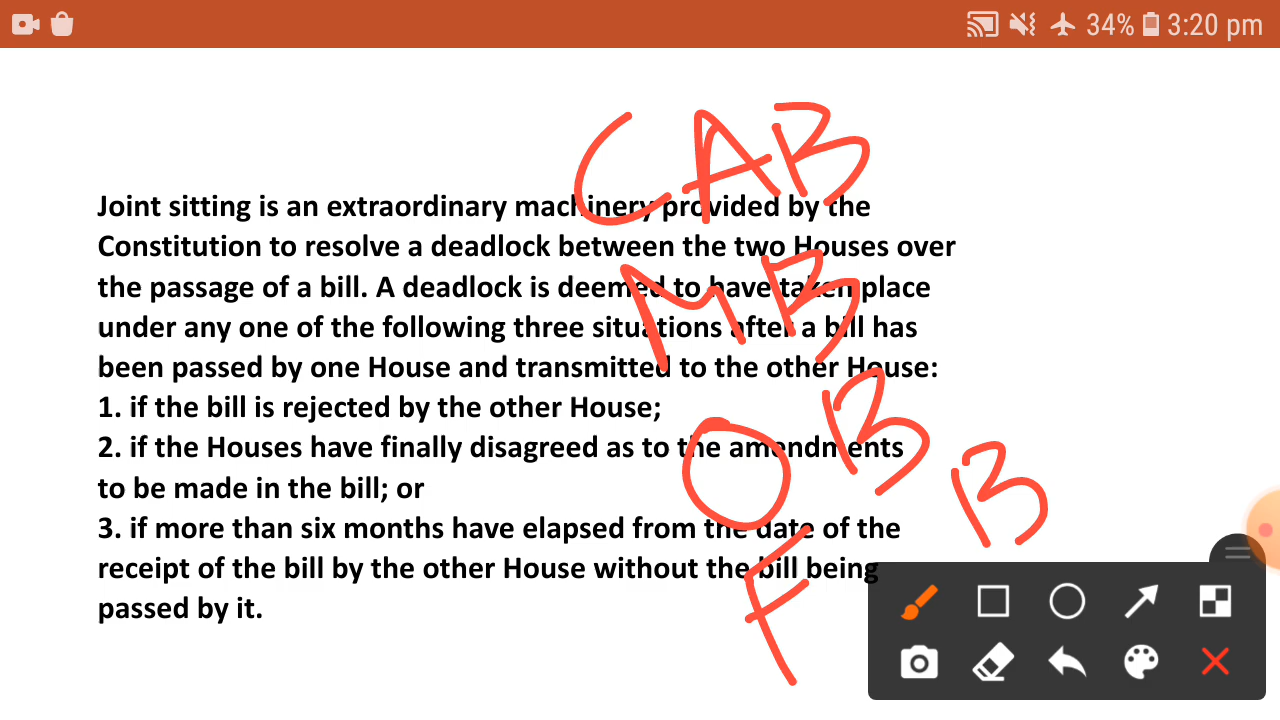 34% 3:20 pm
CAB
Joint sitting is an extraordinary machinery provided by the
Constitution to resolve a deadlock between the two Houses over
MB
the passage of a bill. A deadlock is deemed to have taken place
under any one of the following three situations after a bill has
been passed by one House and transmitted to the other House:
1. if the bill is rejected by the other House;
OB
2. if the Houses have finally disagreed as to the amendments
to be made in the bill; or
3. if more than six months have elapsed from the date of the
FB
receipt of the bill by the other House without the bill being
passed by it.